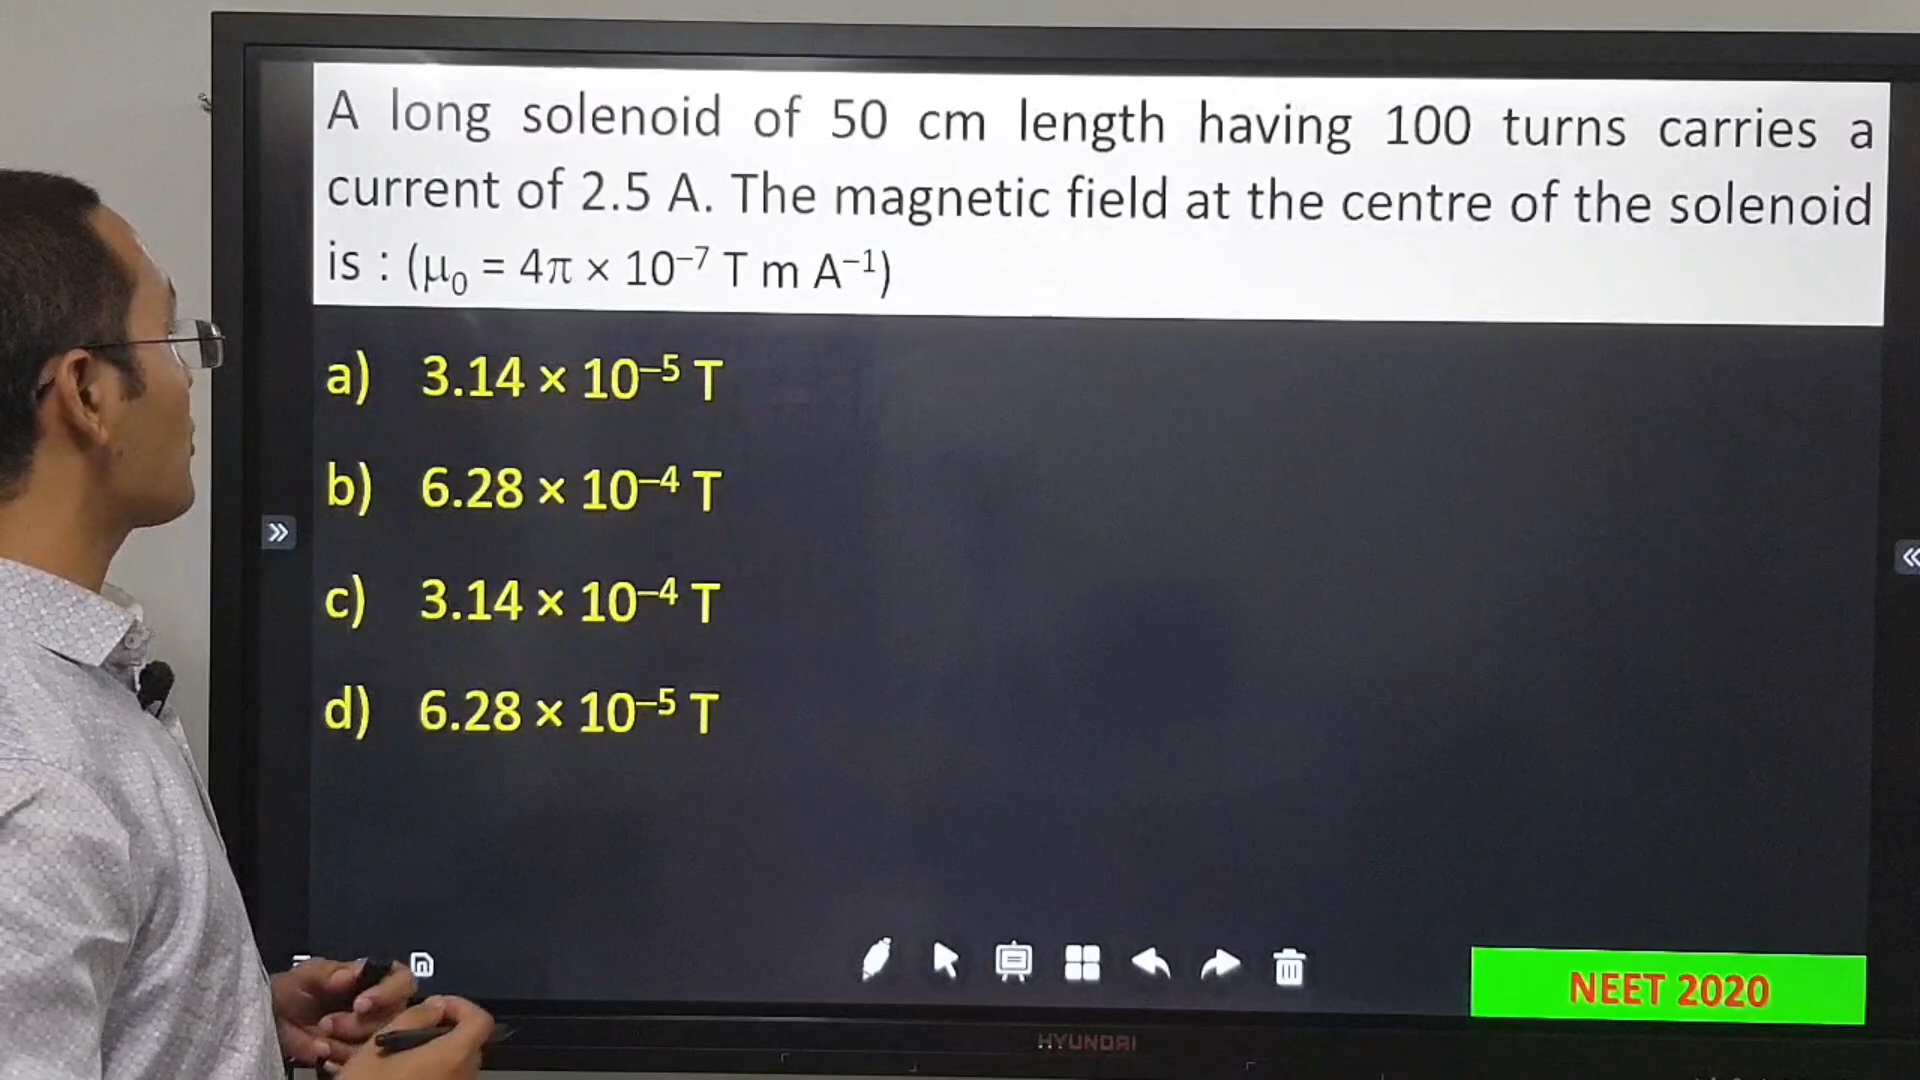 A long solenoid of 50 cm length having 100 turns carries a
current of 2.5 A. The magnetic field at the centre of the solenoid
is : (μ₀ = 4π × 10⁻⁷ T m A⁻¹)
a) 3.14 × 10⁻⁵ T
b) 6.28 × 10⁻⁴ T
c) 3.14 × 10⁻⁴ T
d) 6.28 × 10⁻⁵ T
NEET 2020
HYUNDAI